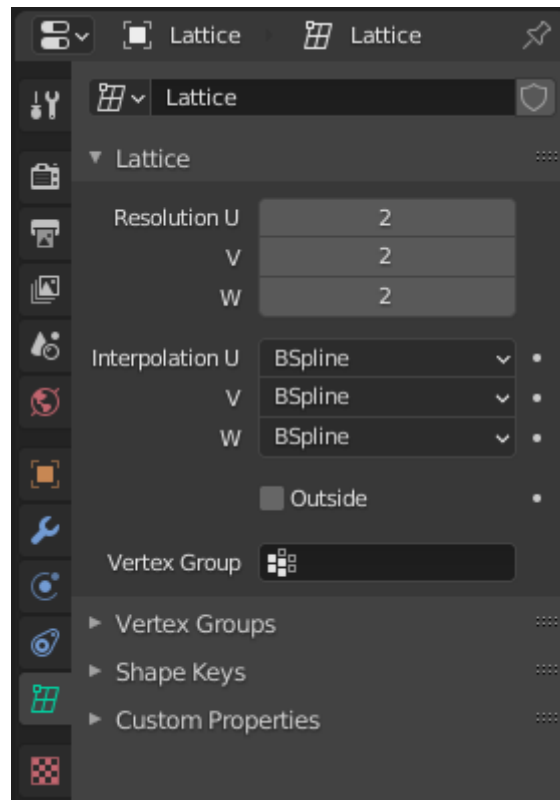 Lattice Lattice
Lattice
Lattice
Resolution U 2
V 2
W 2
Interpolation U BSpline
V BSpline
W BSpline
Outside
Vertex Group
Vertex Groups
Shape Keys
Custom Properties